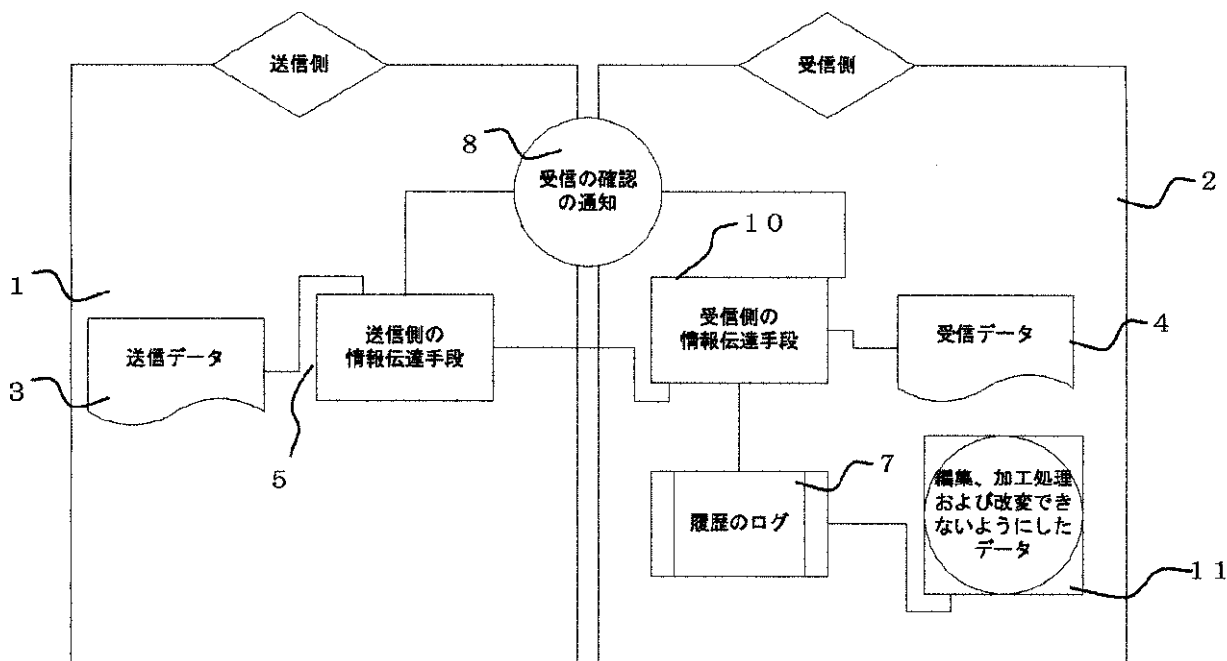 送信側
受信側
8
受信の確認
の通知
2
10
1
送信データ
3
送信側の
情報伝達手段
5
受信側の
情報伝達手段
受信データ
4
7
履歴のログ
編集、加工処理
および改変でき
ないようにした
データ
11